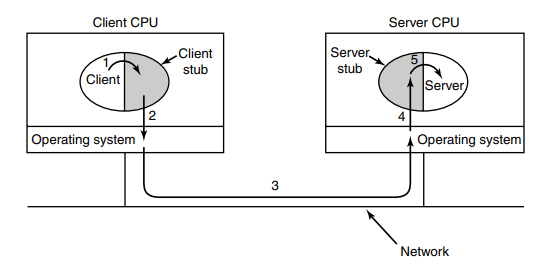 Client CPU
Server CPU
1
Client
Client
stub
2
Operating system
3
Server
stub
5
Server
4
Operating system
Network